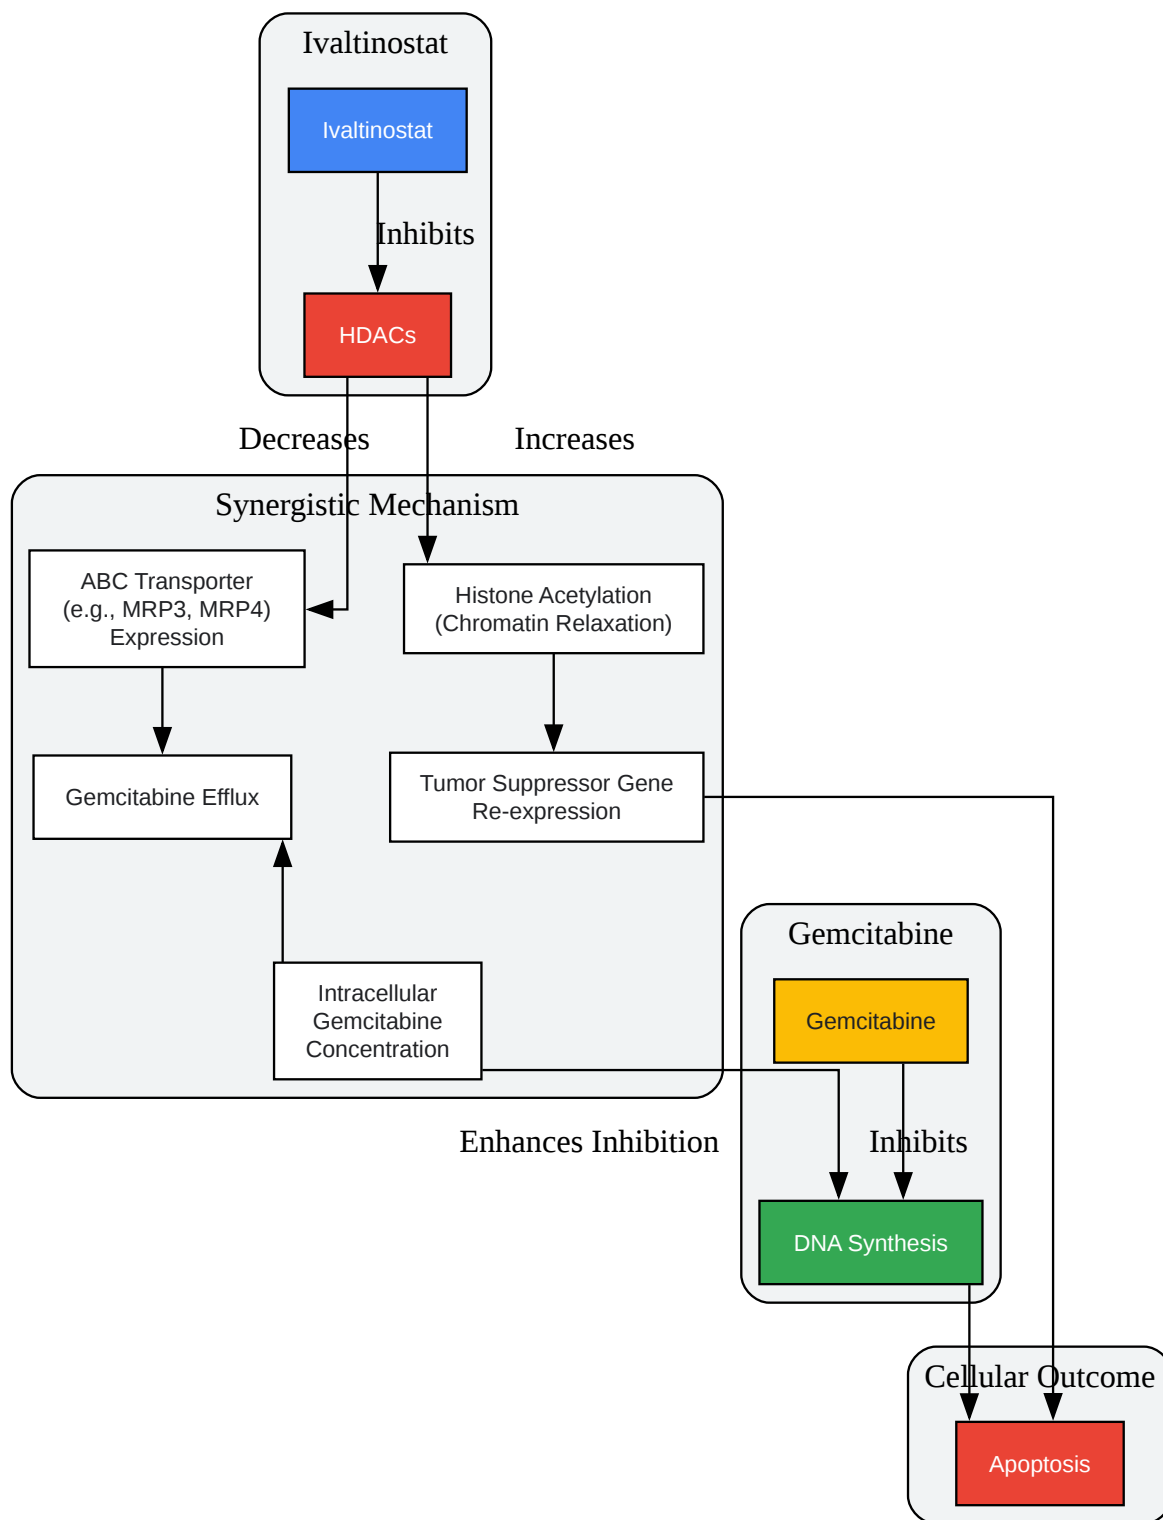 Ivaltinostat
Ivaltinostat
Inhibits
HDACs
Decreases
Increases
Synergistic Mechanism
ABC Transporter
(e.g., MRP3, MRP4)
Expression
Histone Acetylation
(Chromatin Relaxation)
Gemcitabine Efflux
Tumor Suppressor Gene
Re-expression
Intracellular
Gemcitabine
Concentration
Gemcitabine
Gemcitabine
Enhances Inhibition
Inhibits
DNA Synthesis
Cellular Outcome
Apoptosis